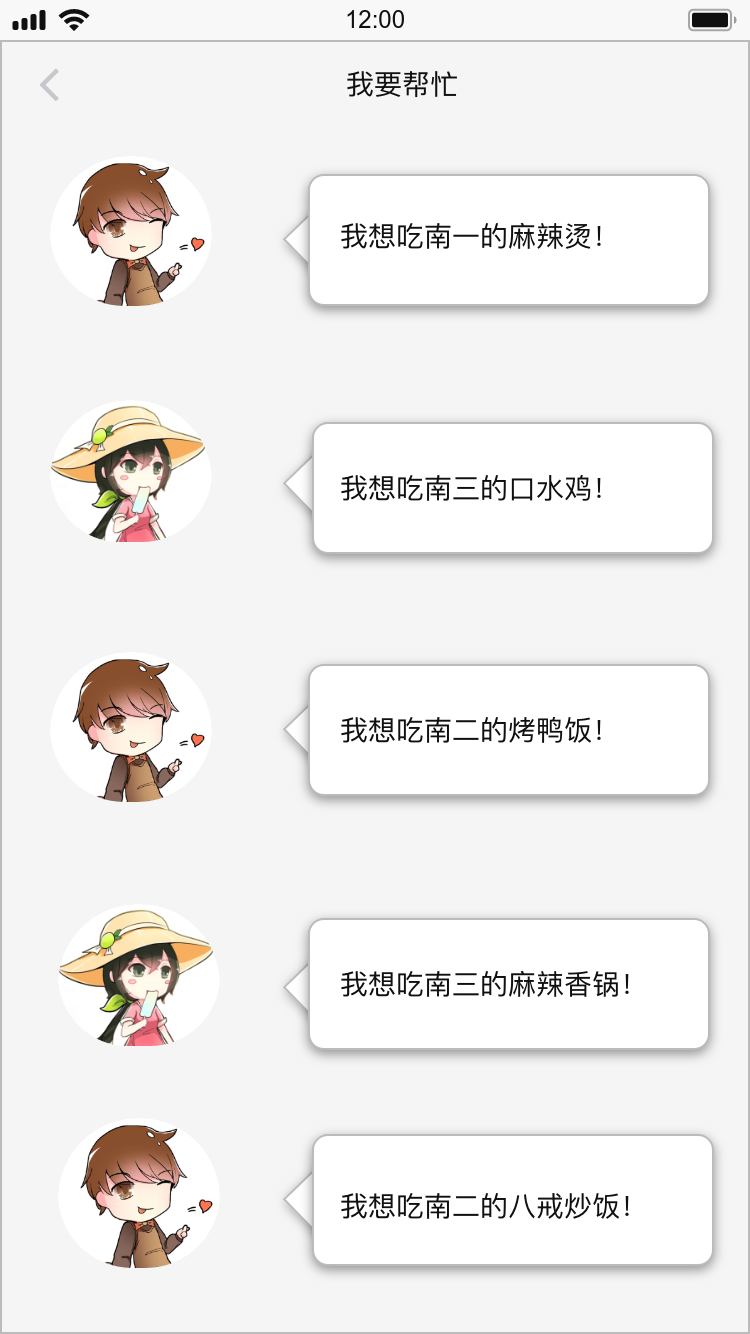 12:00
我要帮忙
我想吃南一的麻辣烫！
我想吃南三的口水鸡！
我想吃南二的烤鸭饭！
我想吃南三的麻辣香锅！
我想吃南二的八戒炒饭！